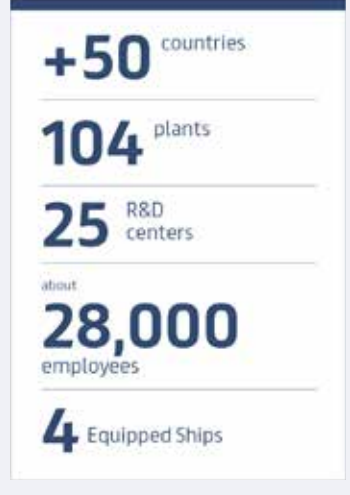 +50 countries
104 plants
25 R&D
centers
about
28,000
employees
4 Equipped Ships